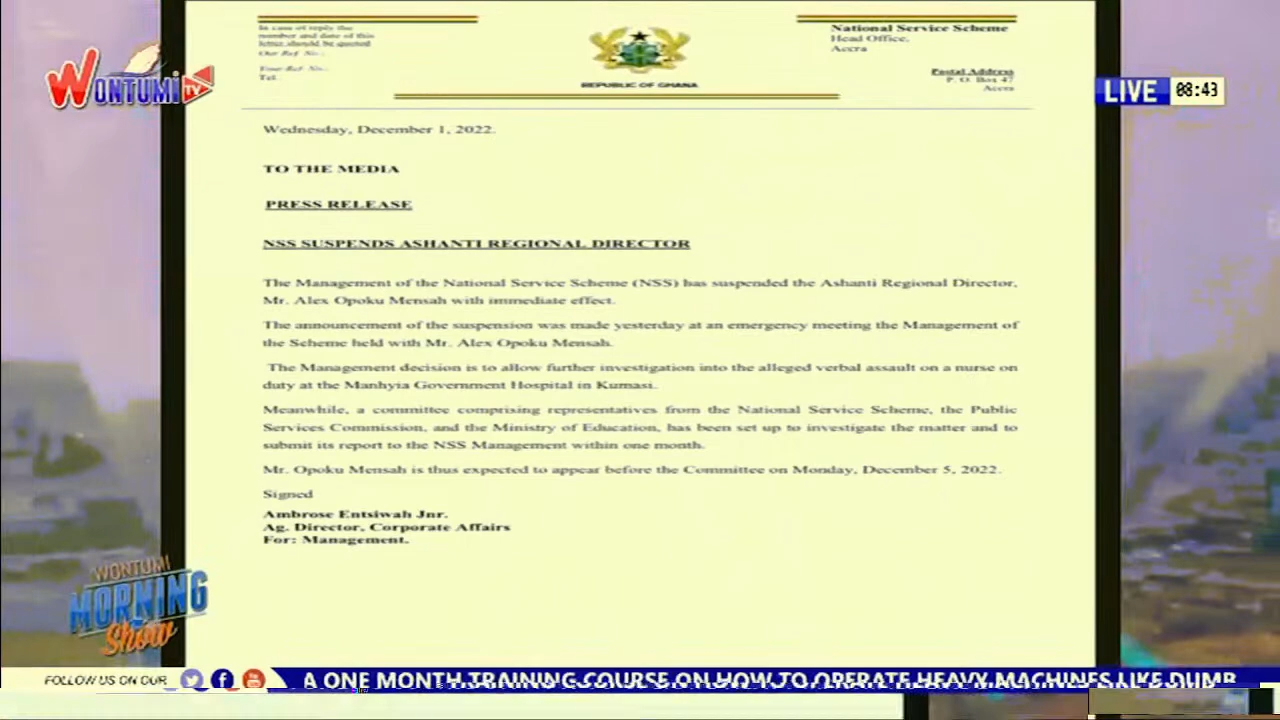 In case of reply the
number and date of this
letter should be quoted
Our Ref. No.:
Your Ref. No.:
Tel.
REPUBLIC OF GHANA
National Service Scheme
Head Office,
Accra
Postal Address
P. O. Box 47
Accra
WONTUMI TV
LIVE 08:43
Wednesday, December 1, 2022.
TO THE MEDIA
PRESS RELEASE
NSS SUSPENDS ASHANTI REGIONAL DIRECTOR
The Management of the National Service Scheme (NSS) has suspended the Ashanti Regional Director,
Mr. Alex Opoku Mensah with immediate effect.
The announcement of the suspension was made yesterday at an emergency meeting the Management of
the Scheme held with Mr. Alex Opoku Mensah.
The Management decision is to allow further investigation into the alleged verbal assault on a nurse on
duty at the Manhyia Government Hospital in Kumasi.
Meanwhile, a committee comprising representatives from the National Service Scheme, the Public
Services Commission, and the Ministry of Education, has been set up to investigate the matter and to
submit its report to the NSS Management within one month.
Mr. Opoku Mensah is thus expected to appear before the Committee on Monday, December 5, 2022.
Signed
Ambrose Entsiwah Jnr.
Ag. Director, Corporate Affairs
For: Management.
WONTUMI
MORNING
Show
FOLLOW US ON OUR
A ONE MONTH TRAINING COURSE ON HOW TO OPERATE HEAVY MACHINES LIKE DUMP